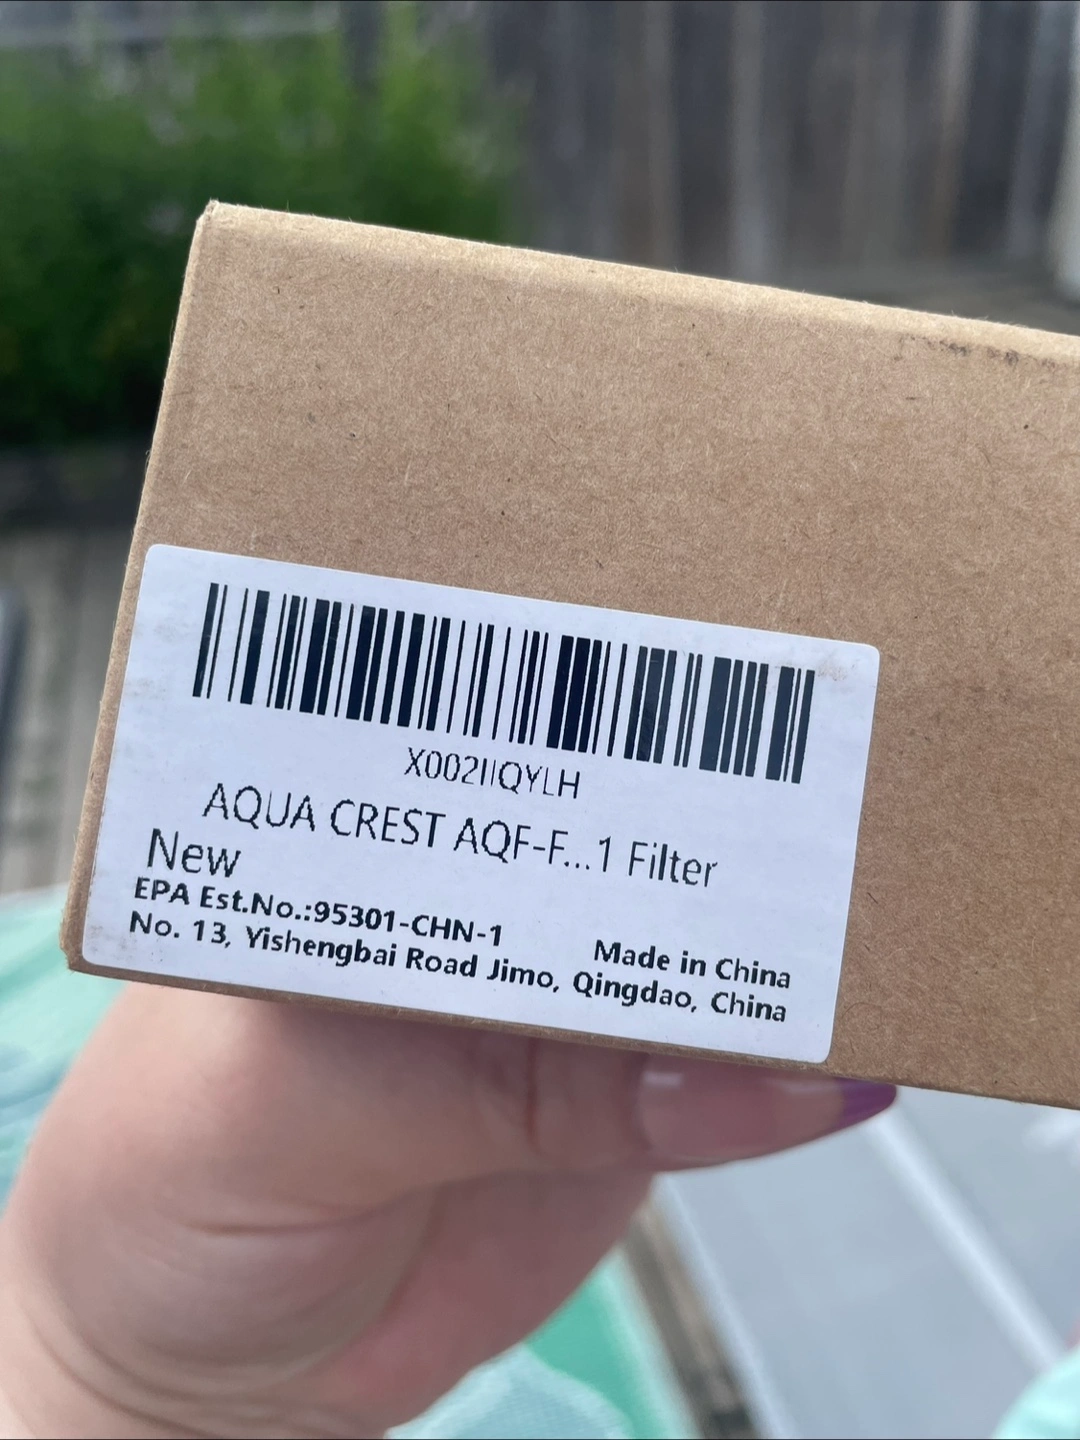 X002IIQYLH
AQUA CREST AQF-F...1 Filter
New
EPA Est.No.:95301-CHN-1
Made in China
No. 13, Yishengbai Road Jimo, Qingdao, China